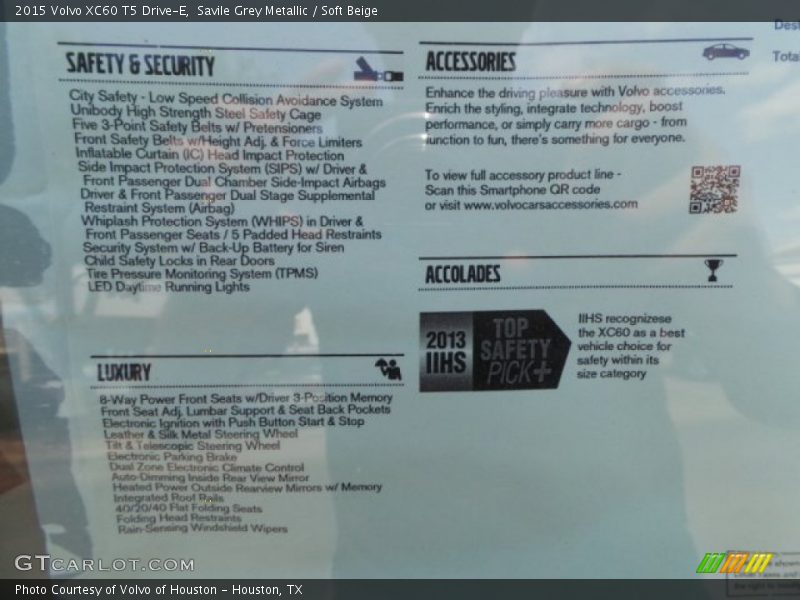 2015 Volvo XC60 T5 Drive-E,  Savile Grey Metallic / Soft Beige
SAFETY & SECURITY
City Safety - Low Speed Collision Avoidance System
Unibody High Strength Steel Safety Cage
Five 3-Point Safety Belts w/ Pretensioners
Front Safety Belts w/Height Adj. & Force Limiters
Inflatable Curtain (IC) Head Impact Protection
Side Impact Protection System (SIPS) w/ Driver &
Front Passenger Dual Chamber Side-Impact Airbags
Driver & Front Passenger Dual Stage Supplemental
Restraint System (Airbag)
Whiplash Protection System (WHIPS) in Driver &
Front Passenger Seats / 5 Padded Head Restraints
Security System w/ Back-Up Battery for Siren
Child Safety Locks in Rear Doors
Tire Pressure Monitoring System (TPMS)
LED Daytime Running Lights
LUXURY
8-Way Power Front Seats w/Driver 3-Position Memory
Front Seat Adj. Lumbar Support & Seat Back Pockets
Electronic Ignition with Push Button Start & Stop
Leather & Silk Metal Steering Wheel
Tilt & Telescopic Steering Wheel
Electronic Parking Brake
Dual Zone Electronic Climate Control
Auto-Dimming Inside Rear View Mirror
Heated Power Outside Rearview Mirrors w/ Memory
Integrated Roof Rails
40/20/40 Flat Folding Seats
Folding Head Restraints
Rain-Sensing Windshield Wipers
ACCESSORIES
Enhance the driving pleasure with Volvo accessories.
Enrich the styling, integrate technology, boost
performance, or simply carry more cargo - from
function to fun, there's something for everyone.
To view full accessory product line -
Scan this Smartphone QR code
or visit www.volvocarsaccessories.com
ACCOLADES
2013
IIHS
TOP
SAFETY
PICK+
IIHS recognizese
the XC60 as a best
vehicle choice for
safety within its
size category
Dest
Tota
GTCARLOT.COM
Photo Courtesy of Volvo of Houston - Houston, TX